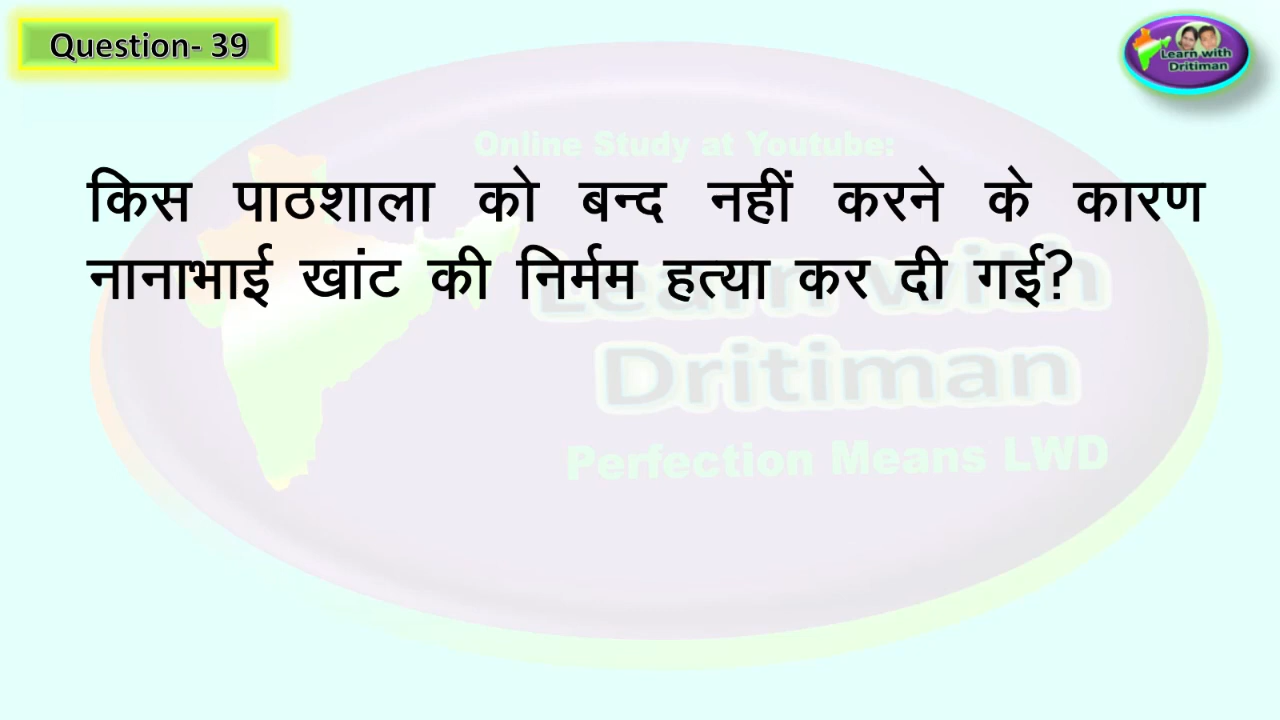 Question- 39
Learn with
Dritiman
Online Study at Youtube:
किस पाठशाला को बन्द नहीं करने के कारण
नानाभाई खांट की निर्मम हत्या कर दी गई?
Learn with
Dritiman
Perfection Means LWD